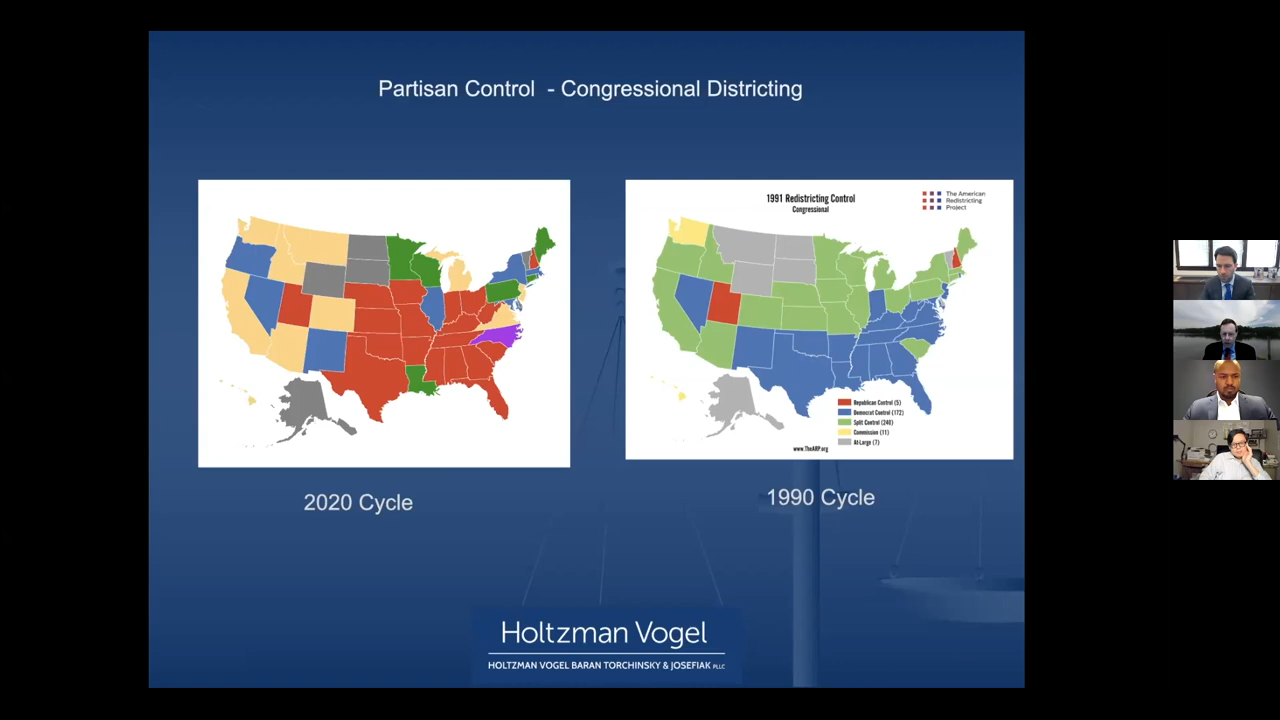 Partisan Control - Congressional Districting
1991 Redistricting Control
Congressional
The American
Redistricting
Project
Republican Control (5)
Democrat Control (172)
Split Control (240)
Commission (11)
At-Large (7)
www.TheARP.org
2020 Cycle
1990 Cycle
Holtzman Vogel
HOLTZMAN VOGEL BARAN TORCHINSKY & JOSEFIAK PLLC